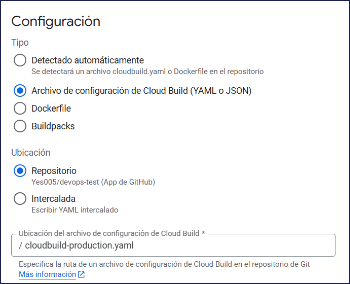 Configuración
Tipo
Detectado automáticamente
Se detectará un archivo cloudbuild.yaml o Dockerfile en el repositorio
Archivo de configuración de Cloud Build (YAML o JSON)
Dockerfile
Buildpacks
Ubicación
Repositorio
Yes005/devops-test (App de GitHub)
Intercalada
Escribir YAML intercalado
Ubicación del archivo de configuración de Cloud Build *
/ cloudbuild-production.yaml
Especifica la ruta de un archivo de configuración de Cloud Build en el repositorio de Git
Más información